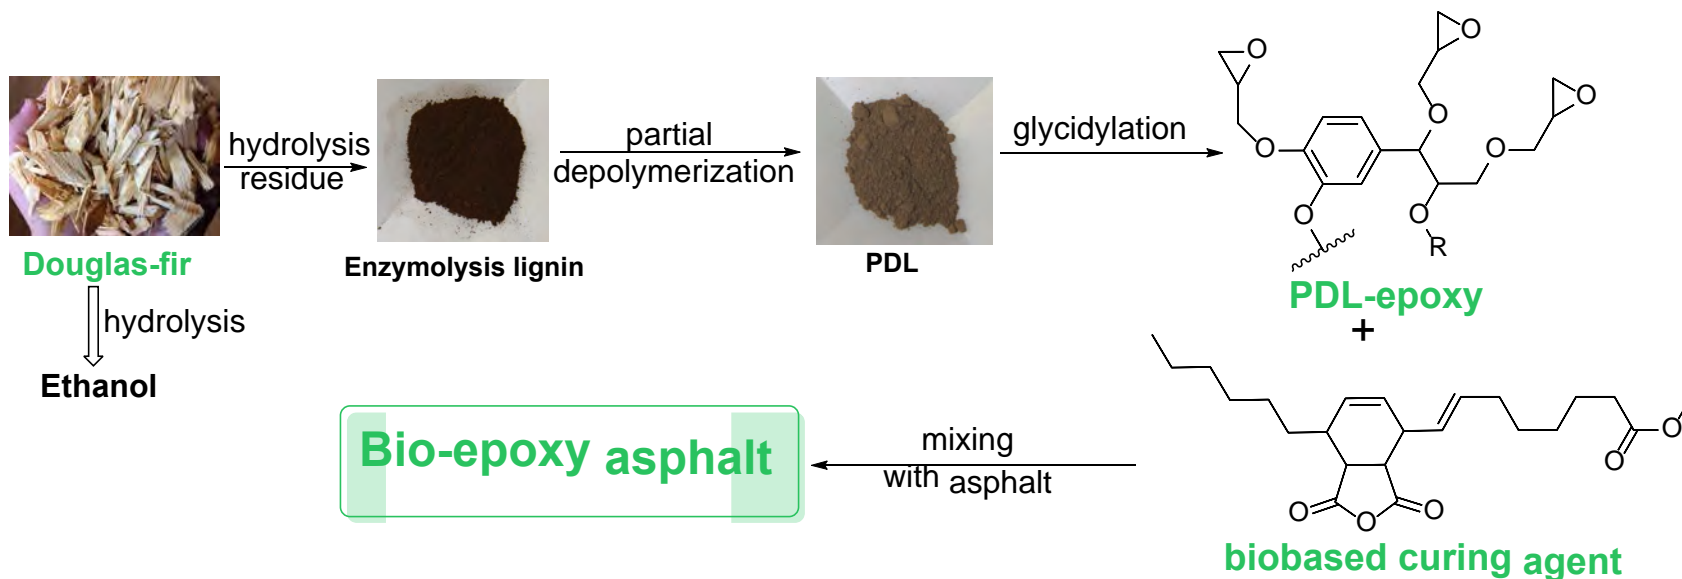 hydrolysis
residue
partial
depolymerization
glycidylation
O
O
O
O
O
O
O
O
R
Douglas-fir
Enzymolysis lignin
PDL
PDL-epoxy
+
hydrolysis
Ethanol
Bio-epoxy asphalt
mixing
with asphalt
O
O
O
O
O
biobased curing agent